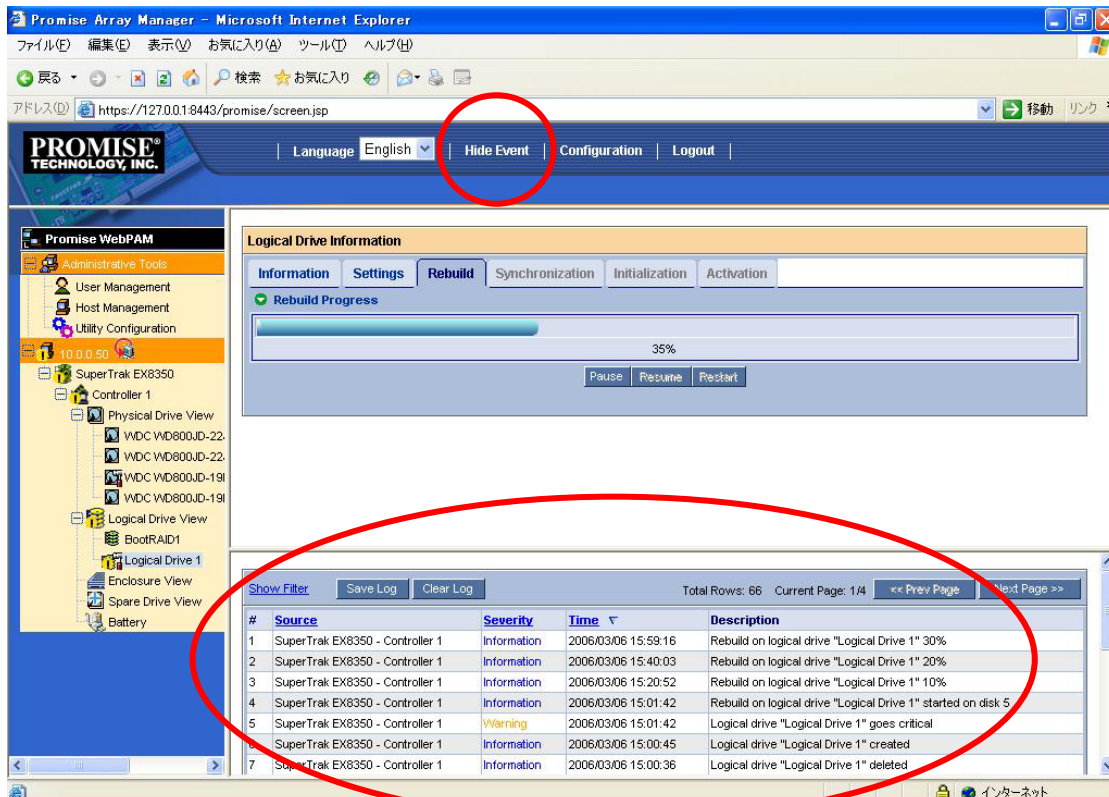 Promise Array Manager - Microsoft Internet Explorer
ファイル(F) 編集(E) 表示(V) お気に入り(A) ツール(T) ヘルプ(H)
戻る 検索 お気に入り
アドレス(D) https://127.0.0.1:8443/promise/screen.jsp 移動 リンク
PROMISE®
TECHNOLOGY, INC.
| Language English | Hide Event | Configuration | Logout |
Promise WebPAM
Administrative Tools
User Management
Host Management
Utility Configuration
10.0.0.50
SuperTrak EX8350
Controller 1
Physical Drive View
WDC WD800JD-22
WDC WD800JD-22
WDC WD800JD-19
WDC WD800JD-19
Logical Drive View
BootRAID1
Logical Drive 1
Enclosure View
Spare Drive View
Battery
Logical Drive Information
Information Settings Rebuild Synchronization Initialization Activation
Rebuild Progress
35%
Pause Resume Restart
Show Filter Save Log Clear Log Total Rows: 66 Current Page: 1/4 << Prev Page Next Page >>
# Source Severity Time Description
1 SuperTrak EX8350 - Controller 1 Information 2006/03/06 15:59:16 Rebuild on logical drive "Logical Drive 1" 30%
2 SuperTrak EX8350 - Controller 1 Information 2006/03/06 15:40:03 Rebuild on logical drive "Logical Drive 1" 20%
3 SuperTrak EX8350 - Controller 1 Information 2006/03/06 15:20:52 Rebuild on logical drive "Logical Drive 1" 10%
4 SuperTrak EX8350 - Controller 1 Information 2006/03/06 15:01:42 Rebuild on logical drive "Logical Drive 1" started on disk 5
5 SuperTrak EX8350 - Controller 1 Warning 2006/03/06 15:01:42 Logical drive "Logical Drive 1" goes critical
SuperTrak EX8350 - Controller 1 Information 2006/03/06 15:00:45 Logical drive "Logical Drive 1" created
7 SuperTrak EX8350 - Controller 1 Information 2006/03/06 15:00:36 Logical drive "Logical Drive 1" deleted
インターネット